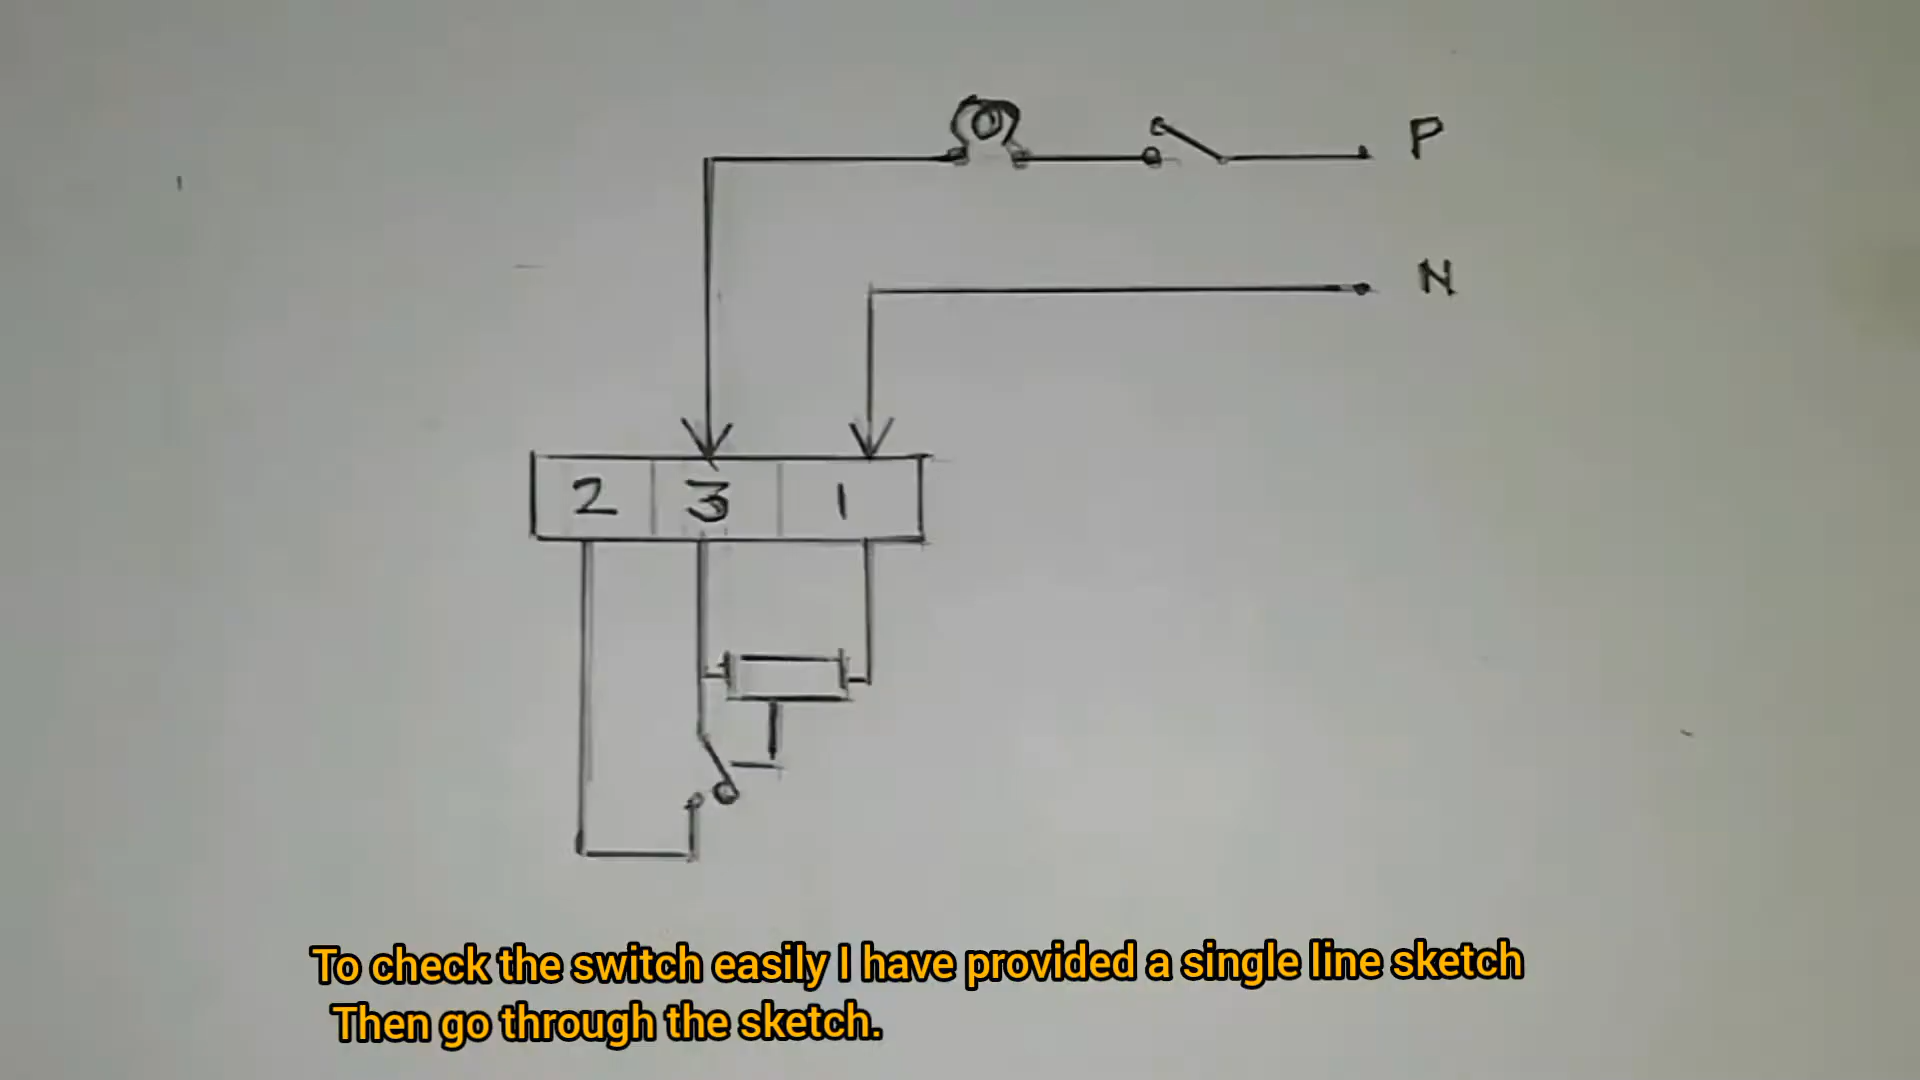 P
N
2 3 1
To check the switch easily I have provided a single line sketch
Then go through the sketch.